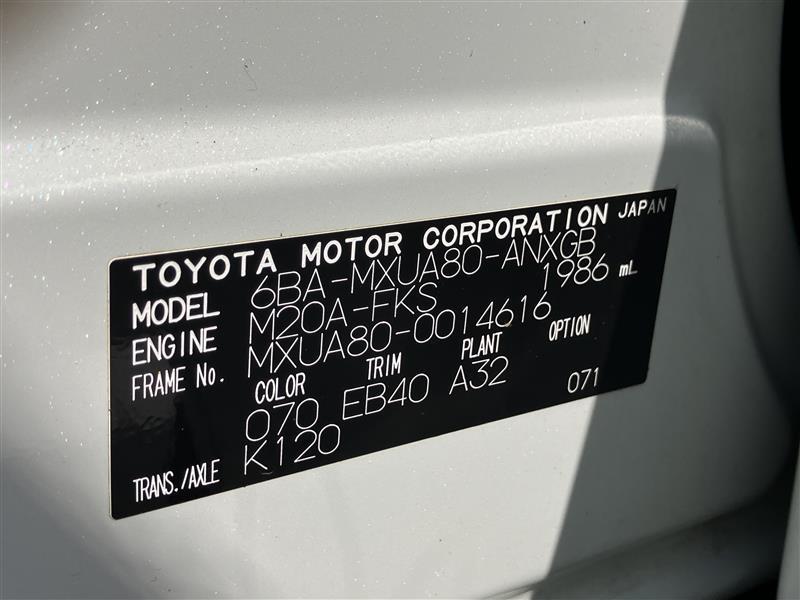 TOYOTA MOTOR CORPORATION JAPAN
MODEL 6BA-MXUA80-ANXGB
ENGINE M20A-FKS 1986 mL
FRAME No. MXUA80-0014616
COLOR TRIM PLANT OPTION
070 EB40 A32 071
TRANS./AXLE K120